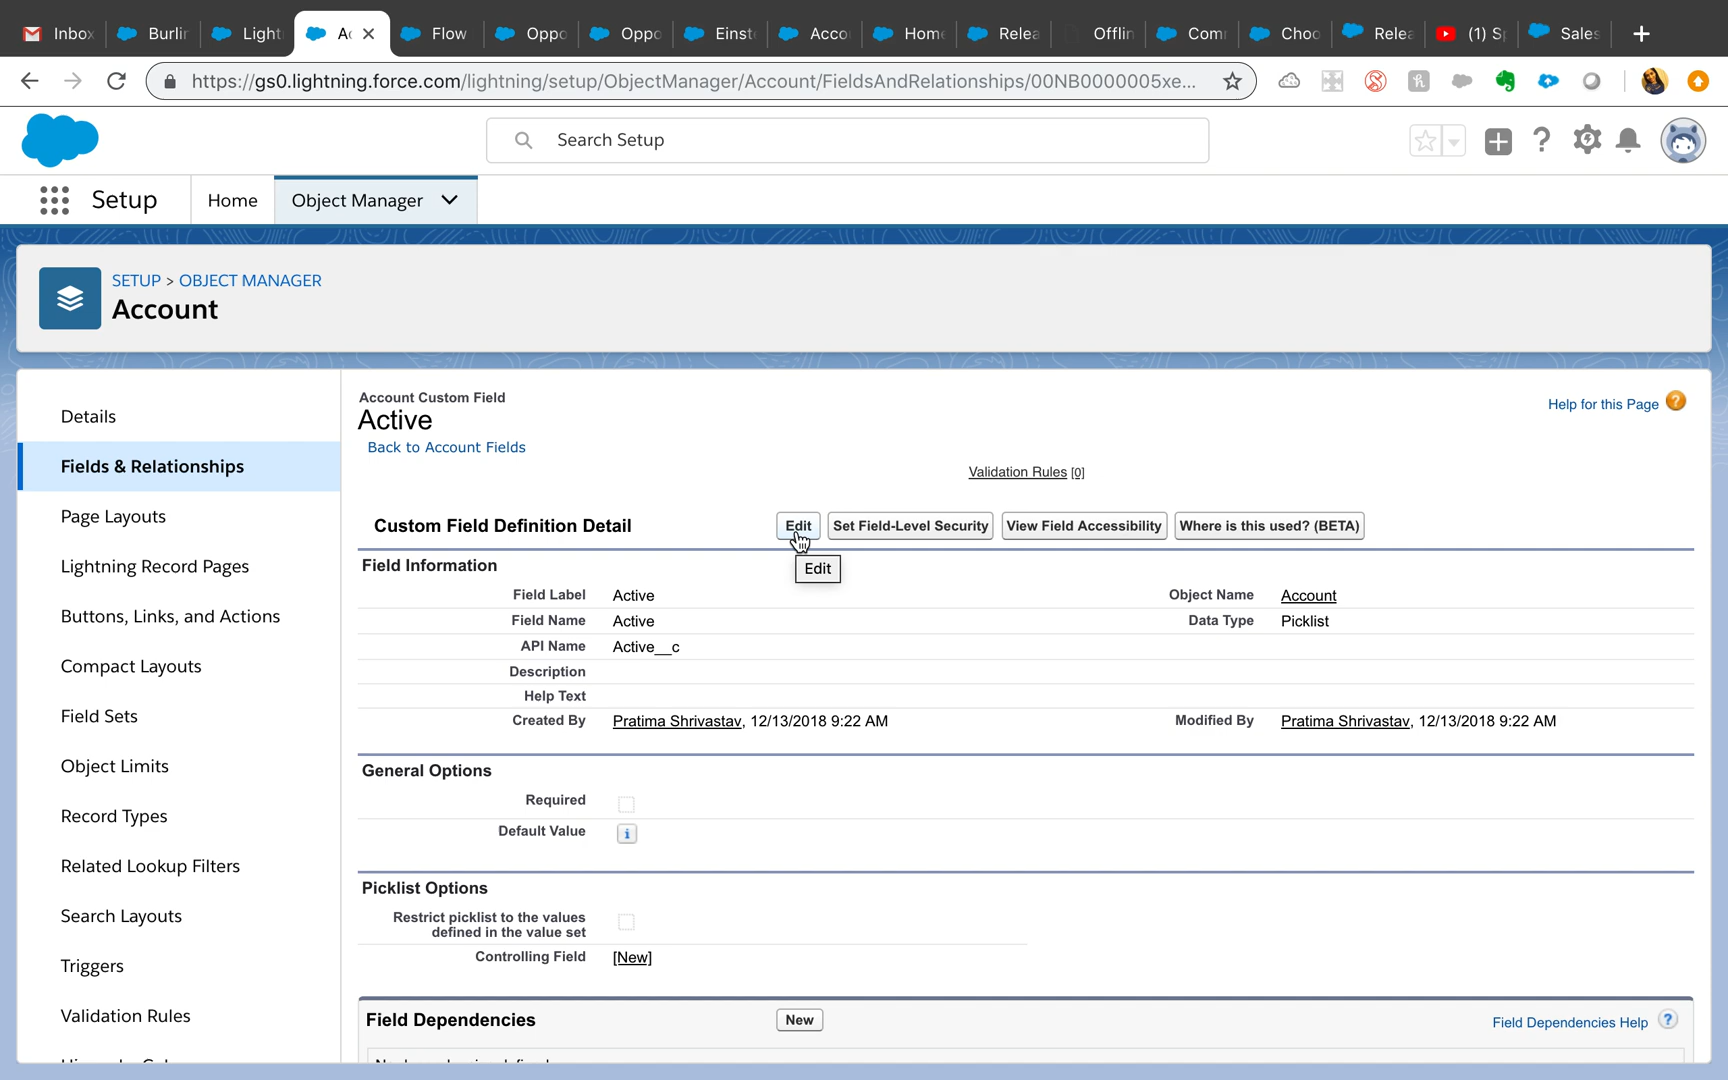 Inbox Burlin Light Ac Flow Oppo Oppo Einste Accou Home Relea Offlin Com Choo Relea (1) Sp Sales
https://gs0.lightning.force.com/lightning/setup/ObjectManager/Account/FieldsAndRelationships/00NB0000005xe...
Search Setup
Setup Home Object Manager
SETUP > OBJECT MANAGER
Account
Details
Fields & Relationships
Page Layouts
Lightning Record Pages
Buttons, Links, and Actions
Compact Layouts
Field Sets
Object Limits
Record Types
Related Lookup Filters
Search Layouts
Triggers
Validation Rules
Account Custom Field
Active
Back to Account Fields
Help for this Page ?
Validation Rules [0]
Custom Field Definition Detail Edit Set Field-Level Security View Field Accessibility Where is this used? (BETA)
Edit
Field Information
Field Label Active Object Name Account
Field Name Active Data Type Picklist
API Name Active__c
Description
Help Text
Created By Pratima Shrivastav, 12/13/2018 9:22 AM Modified By Pratima Shrivastav, 12/13/2018 9:22 AM
General Options
Required
Default Value i
Picklist Options
Restrict picklist to the values
defined in the value set
Controlling Field [New]
Field Dependencies New Field Dependencies Help ?